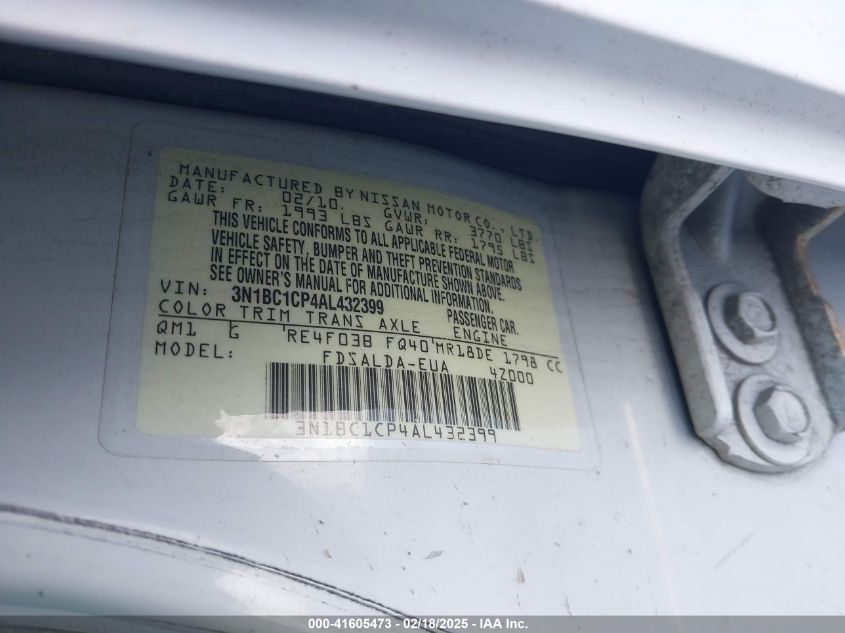 MANUFACTURED BY NISSAN MOTOR CO., LTD.
DATE: 02/10. GVWR: 3770 LBS
GAWR FR: 1993 LBS GAWR RR: 1795 LBS
THIS VEHICLE CONFORMS TO ALL APPLICABLE FEDERAL MOTOR
VEHICLE SAFETY, BUMPER AND THEFT PREVENTION STANDARDS
IN EFFECT ON THE DATE OF MANUFACTURE SHOWN ABOVE.
SEE OWNER'S MANUAL FOR ADDITIONAL INFORMATION.
VIN: 3N1BC1CP4AL432399 PASSENGER CAR.
COLOR TRIM TRANS AXLE ENGINE
QM1 G RE4F03B FQ40 MR18DE 1798 CC
MODEL: FDSALDA-EUA 4Z000
3N1BC1CP4AL432399
000-41605473 - 02/18/2025 - IAA Inc.